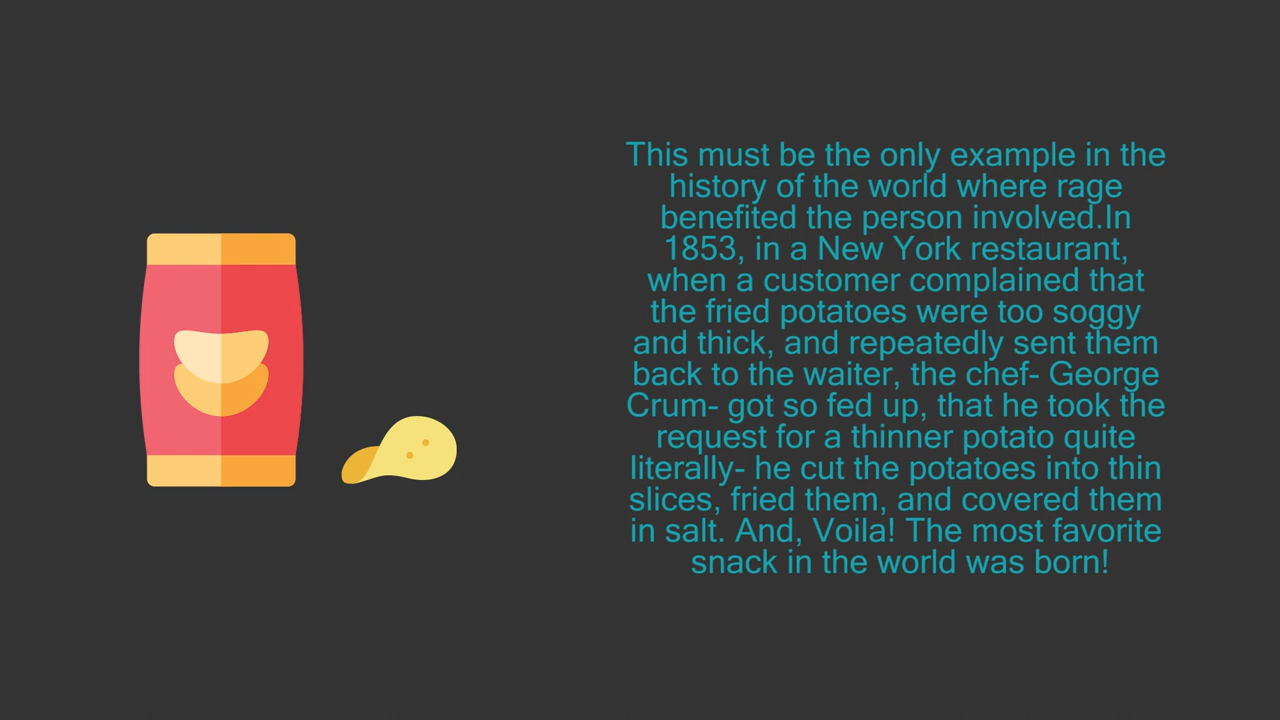 This must be the only example in the
history of the world where rage
benefited the person involved.In
1853, in a New York restaurant,
when a customer complained that
the fried potatoes were too soggy
and thick, and repeatedly sent them
back to the waiter, the chef- George
Crum- got so fed up, that he took the
request for a thinner potato quite
literally- he cut the potatoes into thin
slices, fried them, and covered them
in salt. And, Voila! The most favorite
snack in the world was born!